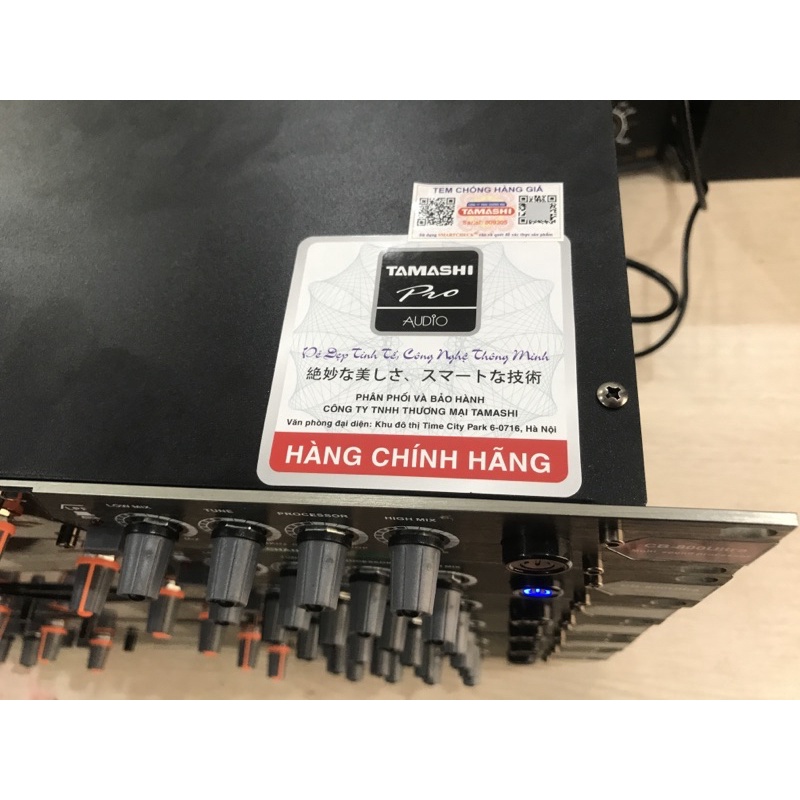 TEM CHỐNG HÀNG GIẢ
TAMASHI
TAMASHI
Pro
AUDIO
Vẻ Đẹp Tinh Tế, Công Nghệ Thông Minh
絶妙な美しさ、スマートな技術
PHÂN PHỐI VÀ BẢO HÀNH
CÔNG TY TNHH THƯƠNG MẠI TAMASHI
Văn phòng đại diện: Khu đô thị Time City Park 6-0716, Hà Nội
HÀNG CHÍNH HÃNG
LOW MIX
TUNE
PROCESSOR
HIGH MIX